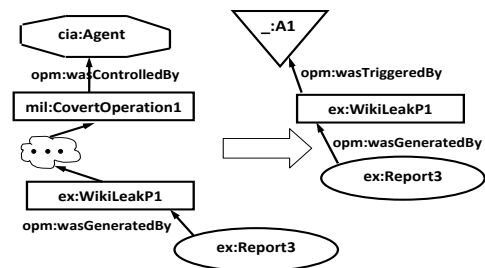 cia:Agent
opm:wasControlledBy
mil:CovertOperation1
ex:WikiLeakP1
opm:wasGeneratedBy
ex:Report3
_:A1
opm:wasTriggeredBy
ex:WikiLeakP1
opm:wasGeneratedBy
ex:Report3